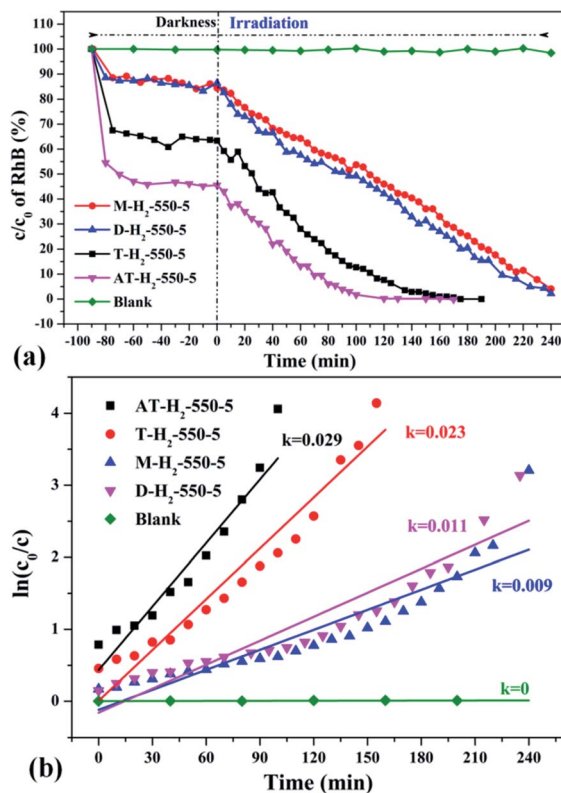 Darkness Irradiation
110
100
90
80
70
60
50
40
30
20
10
0
-10
c/c₀ of RhB (%)
M-H₂-550-5
D-H₂-550-5
T-H₂-550-5
AT-H₂-550-5
Blank
-100 -80 -60 -40 -20 0 20 40 60 80 100 120 140 160 180 200 220 240
(a)
Time (min)
4
3
2
1
0
ln(c₀/c)
AT-H₂-550-5
T-H₂-550-5
M-H₂-550-5
D-H₂-550-5
Blank
k=0.029
k=0.023
k=0.011
k=0.009
k=0
0 30 60 90 120 150 180 210 240
(b)
Time (min)